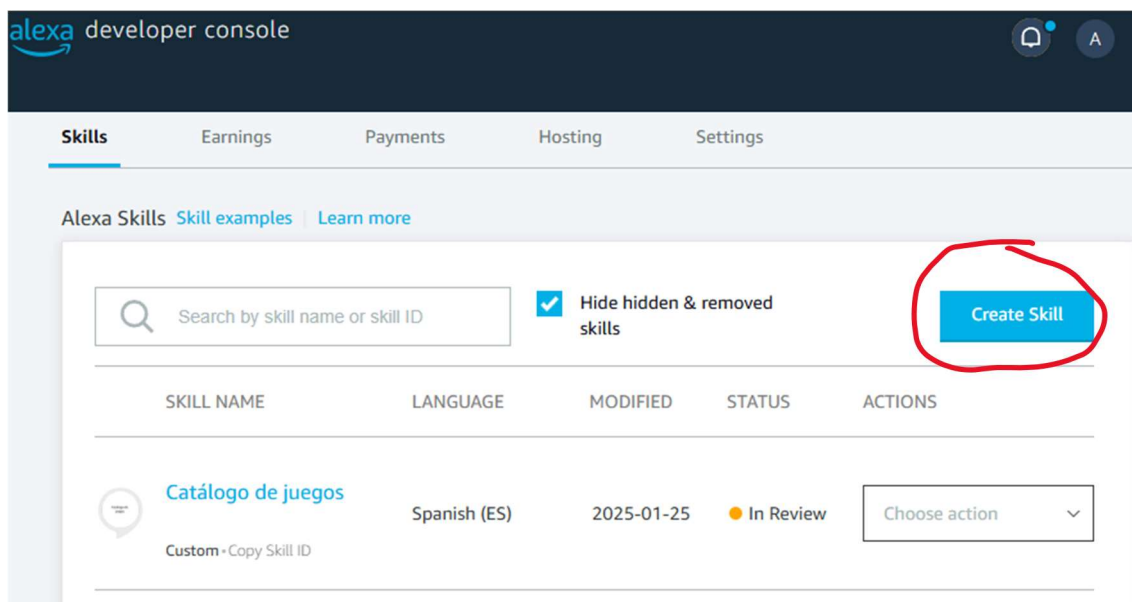 alexa developer console
A
Skills Earnings Payments Hosting Settings
Alexa Skills Skill examples | Learn more
Search by skill name or skill ID
Hide hidden & removed
skills
Create Skill
SKILL NAME LANGUAGE MODIFIED STATUS ACTIONS
Catálogo de juegos
Spanish (ES) 2025-01-25 In Review Choose action
Custom • Copy Skill ID